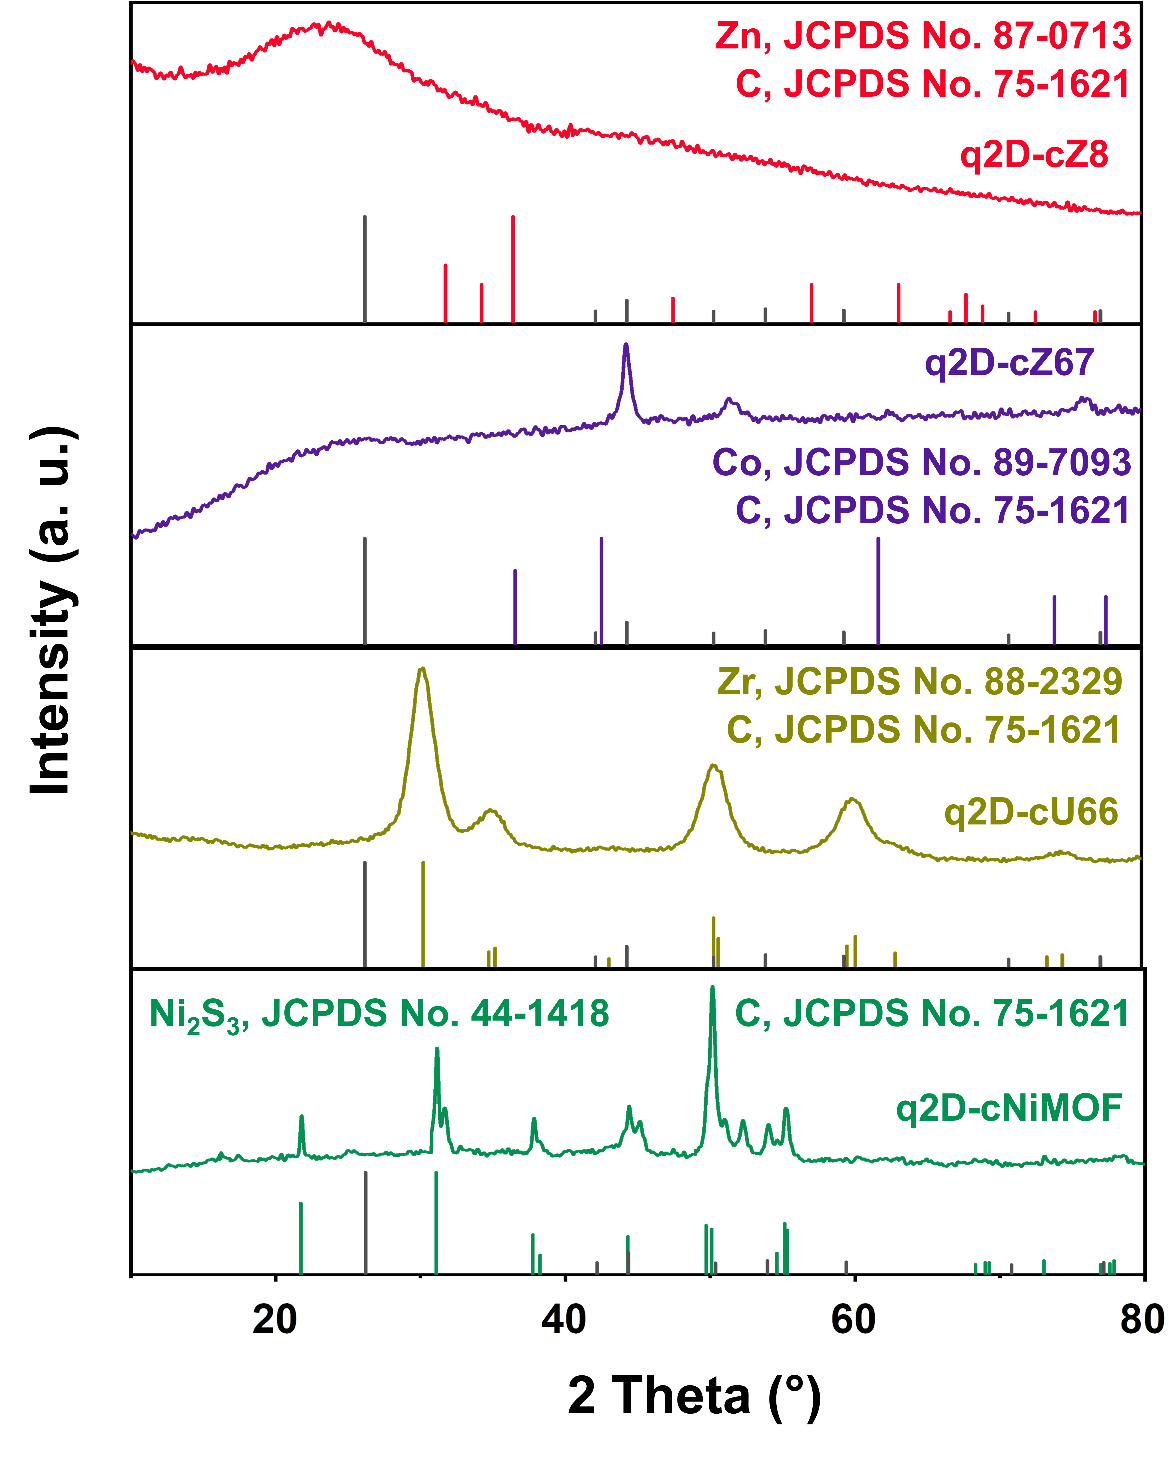 Zn, JCPDS No. 87-0713
C, JCPDS No. 75-1621
q2D-cZ8
q2D-cZ67
Co, JCPDS No. 89-7093
C, JCPDS No. 75-1621
Zr, JCPDS No. 88-2329
C, JCPDS No. 75-1621
q2D-cU66
Ni₂S₃, JCPDS No. 44-1418
C, JCPDS No. 75-1621
q2D-cNiMOF
Intensity (a. u.)
20 40 60 80
2 Theta (°)